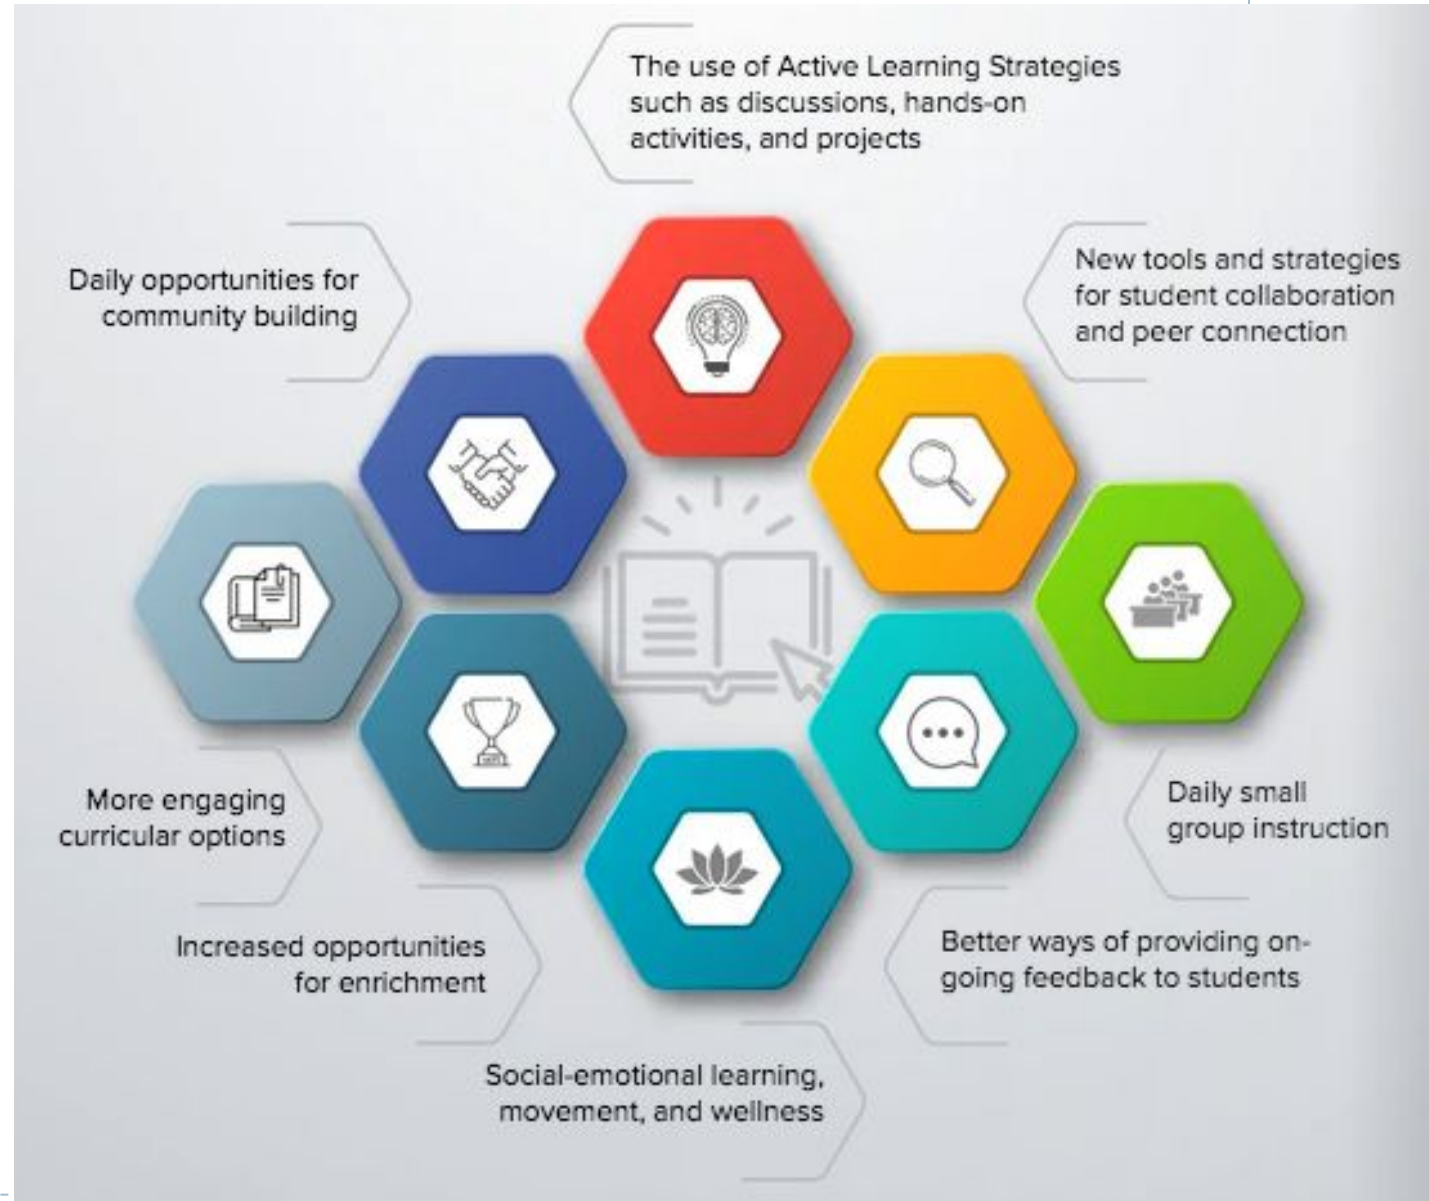 The use of Active Learning Strategies
such as discussions, hands-on
activities, and projects
Daily opportunities for
community building
New tools and strategies
for student collaboration
and peer connection
More engaging
curricular options
Daily small
group instruction
Increased opportunities
for enrichment
Better ways of providing on-
going feedback to students
Social-emotional learning,
movement, and wellness